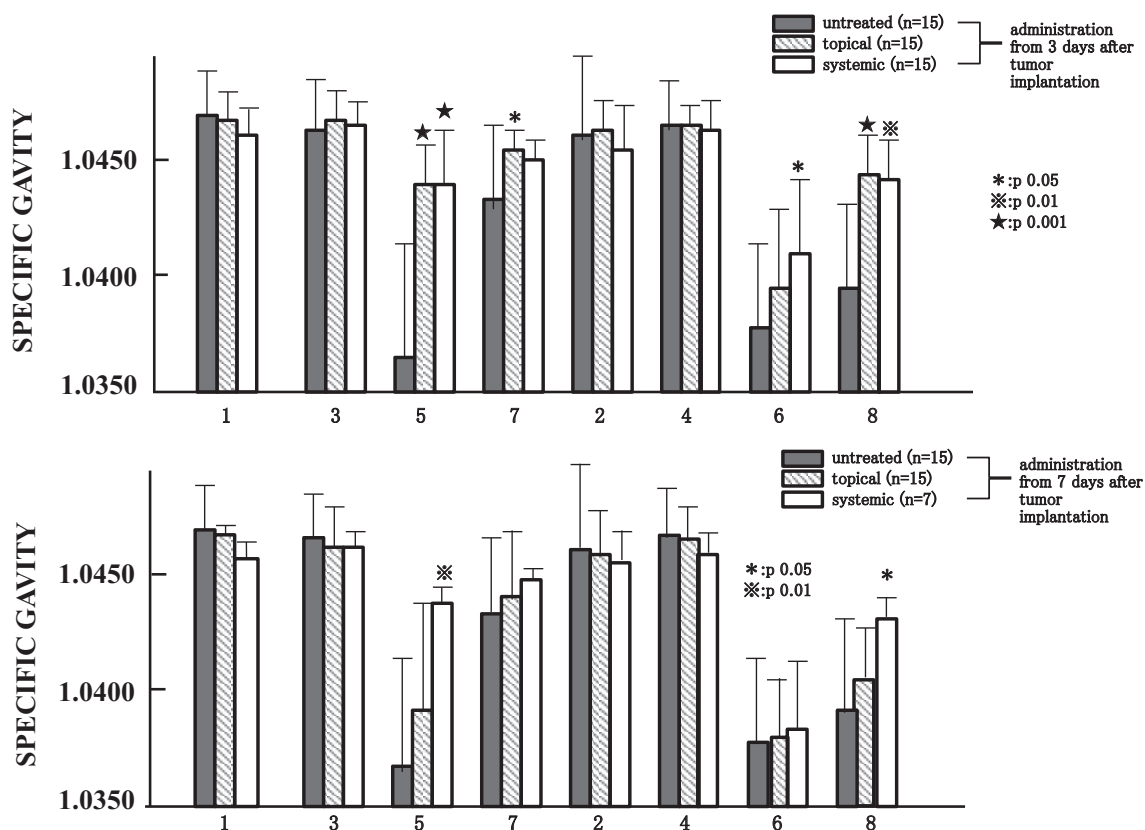 untreated (n=15)
topical (n=15)
systemic (n=15)
administration
from 3 days after
tumor
implantation
SPECIFIC GAVITY
1.0450
1.0400
1.0350
★ ★ * * ★ ※
*:p 0.05
※:p 0.01
★:p 0.001
1 3 5 7 2 4 6 8
untreated (n=15)
topical (n=15)
systemic (n=7)
administration
from 7 days after
tumor
implantation
SPECIFIC GAVITY
1.0450
1.0400
1.0350
※ *
*:p 0.05
※:p 0.01
1 3 5 7 2 4 6 8